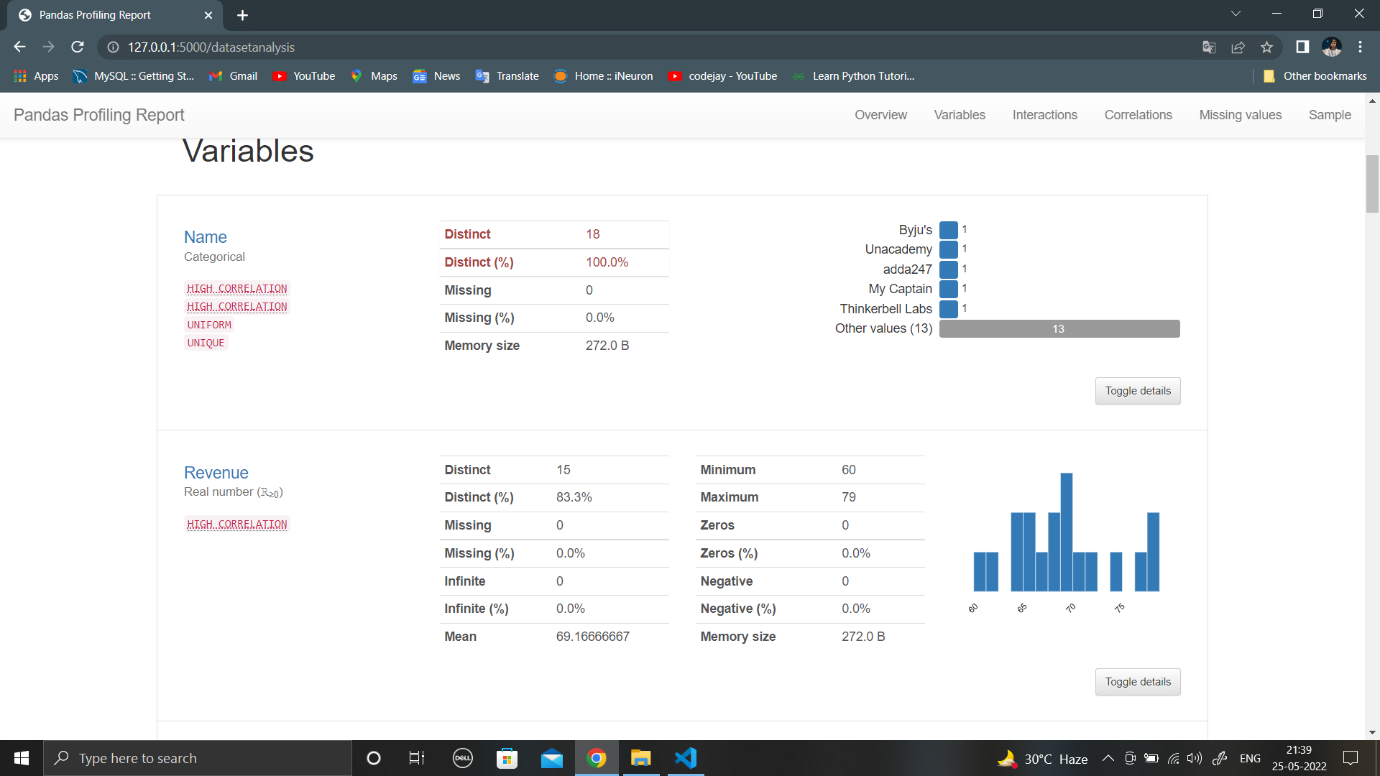 Pandas Profiling Report
127.0.0.1:5000/datasetanalysis
Apps MySQL :: Getting St... Gmail YouTube Maps News Translate Home :: iNeuron codejay - YouTube Learn Python Tutori... Other bookmarks
Pandas Profiling Report Overview Variables Interactions Correlations Missing values Sample
Variables
Name
Categorical
HIGH CORRELATION
HIGH CORRELATION
UNIFORM
UNIQUE
Distinct 18
Distinct (%) 100.0%
Missing 0
Missing (%) 0.0%
Memory size 272.0 B
Byju's 1
Unacademy 1
adda247 1
My Captain 1
Thinkerbell Labs 1
Other values (13) 13
Toggle details
Revenue
Real number (ℝ≥0)
HIGH CORRELATION
Distinct 15
Distinct (%) 83.3%
Missing 0
Missing (%) 0.0%
Infinite 0
Infinite (%) 0.0%
Mean 69.16666667
Minimum 60
Maximum 79
Zeros 0
Zeros (%) 0.0%
Negative 0
Negative (%) 0.0%
Memory size 272.0 B
60 65 70 75
Toggle details
Type here to search
DELL
30°C Haze
ENG
21:39
25-05-2022